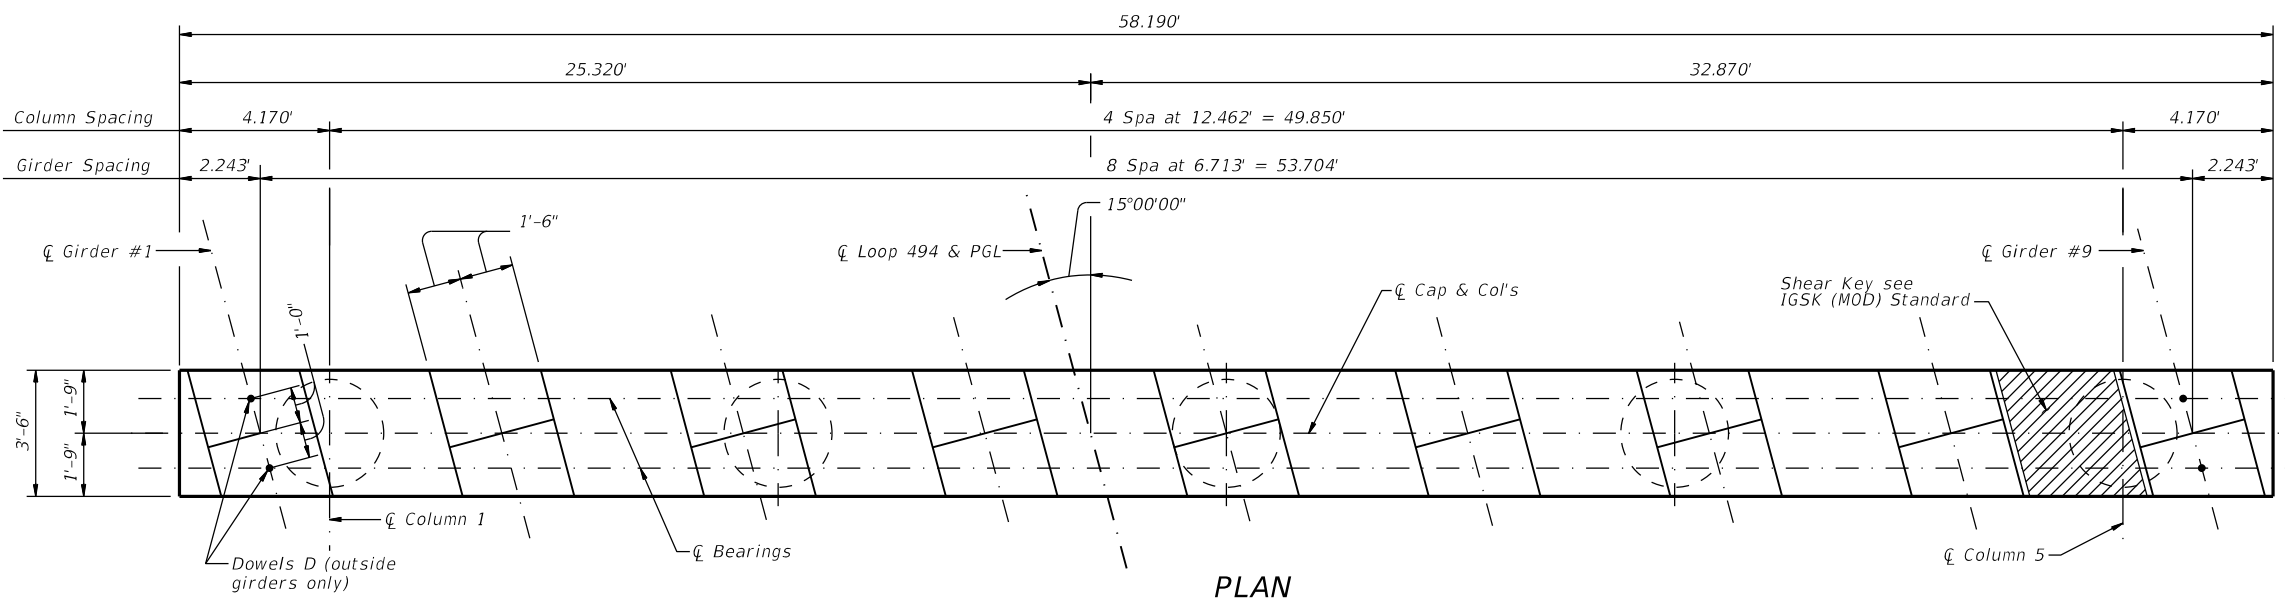 58.190'
25.320'
32.870'
Column Spacing
4.170'
4 Spa at 12.462' = 49.850'
4.170'
Girder Spacing
2.243'
8 Spa at 6.713' = 53.704'
2.243'
15°00'00"
1'-6"
℄ Girder #1
℄ Loop 494 & PGL
℄ Girder #9
Shear Key see
IGSK (MOD) Standard
℄ Cap & Col's
1'-0"
3'-6"
1'-9"
1'-9"
℄ Column 1
℄ Bearings
℄ Column 5
Dowels D (outside
girders only)
PLAN